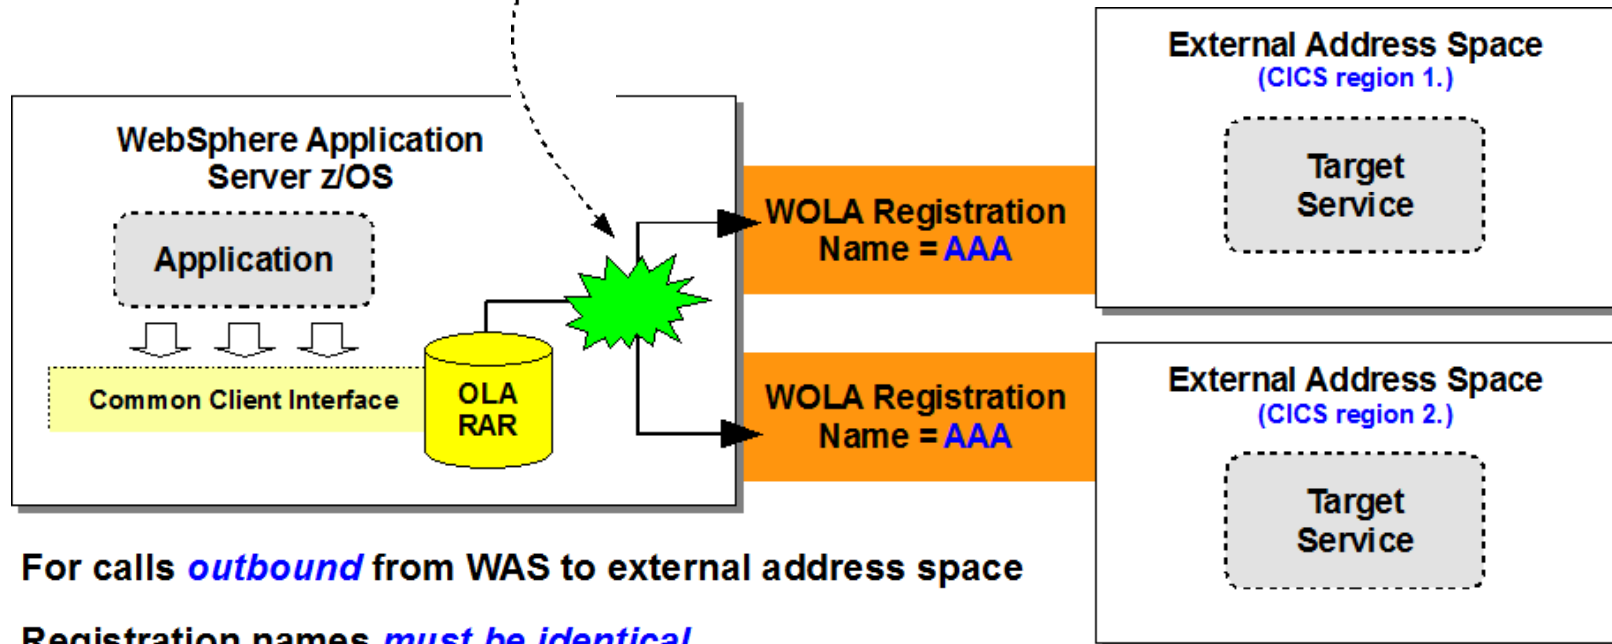 WebSphere Application
Server z/OS
Application
Common Client Interface
OLA
RAR
WOLA Registration
Name = AAA
WOLA Registration
Name = AAA
External Address Space
(CICS region 1.)
Target
Service
External Address Space
(CICS region 2.)
Target
Service
For calls outbound from WAS to external address space
Registration names must be identical